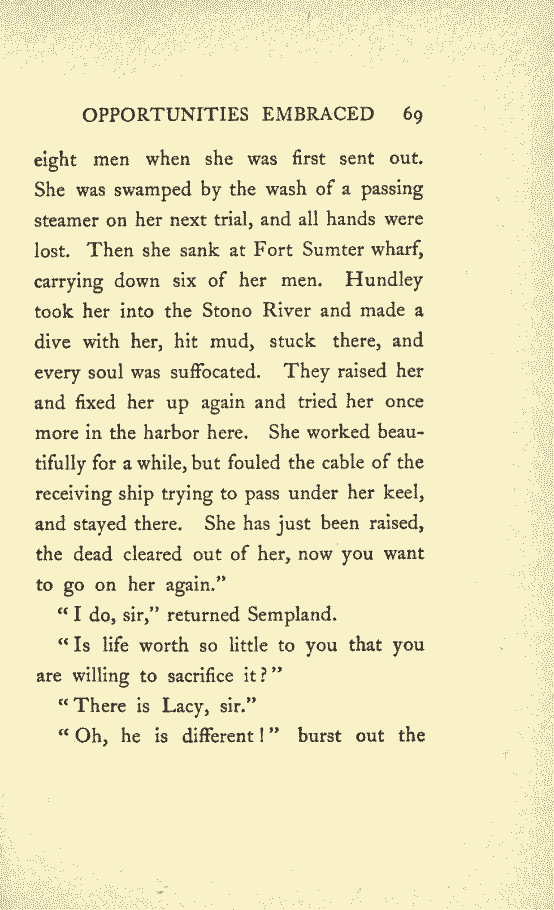 OPPORTUNITIES EMBRACED 69
eight men when she was first sent out.
She was swamped by the wash of a passing
steamer on her next trial, and all hands were
lost. Then she sank at Fort Sumter wharf,
carrying down six of her men. Hundley
took her into the Stono River and made a
dive with her, hit mud, stuck there, and
every soul was suffocated. They raised her
and fixed her up again and tried her once
more in the harbor here. She worked beau-
tifully for a while, but fouled the cable of the
receiving ship trying to pass under her keel,
and stayed there. She has just been raised,
the dead cleared out of her, now you want
to go on her again.”
“I do, sir,” returned Sempland.
“Is life worth so little to you that you
are willing to sacrifice it?”
“There is Lacy, sir.”
“Oh, he is different!” burst out the